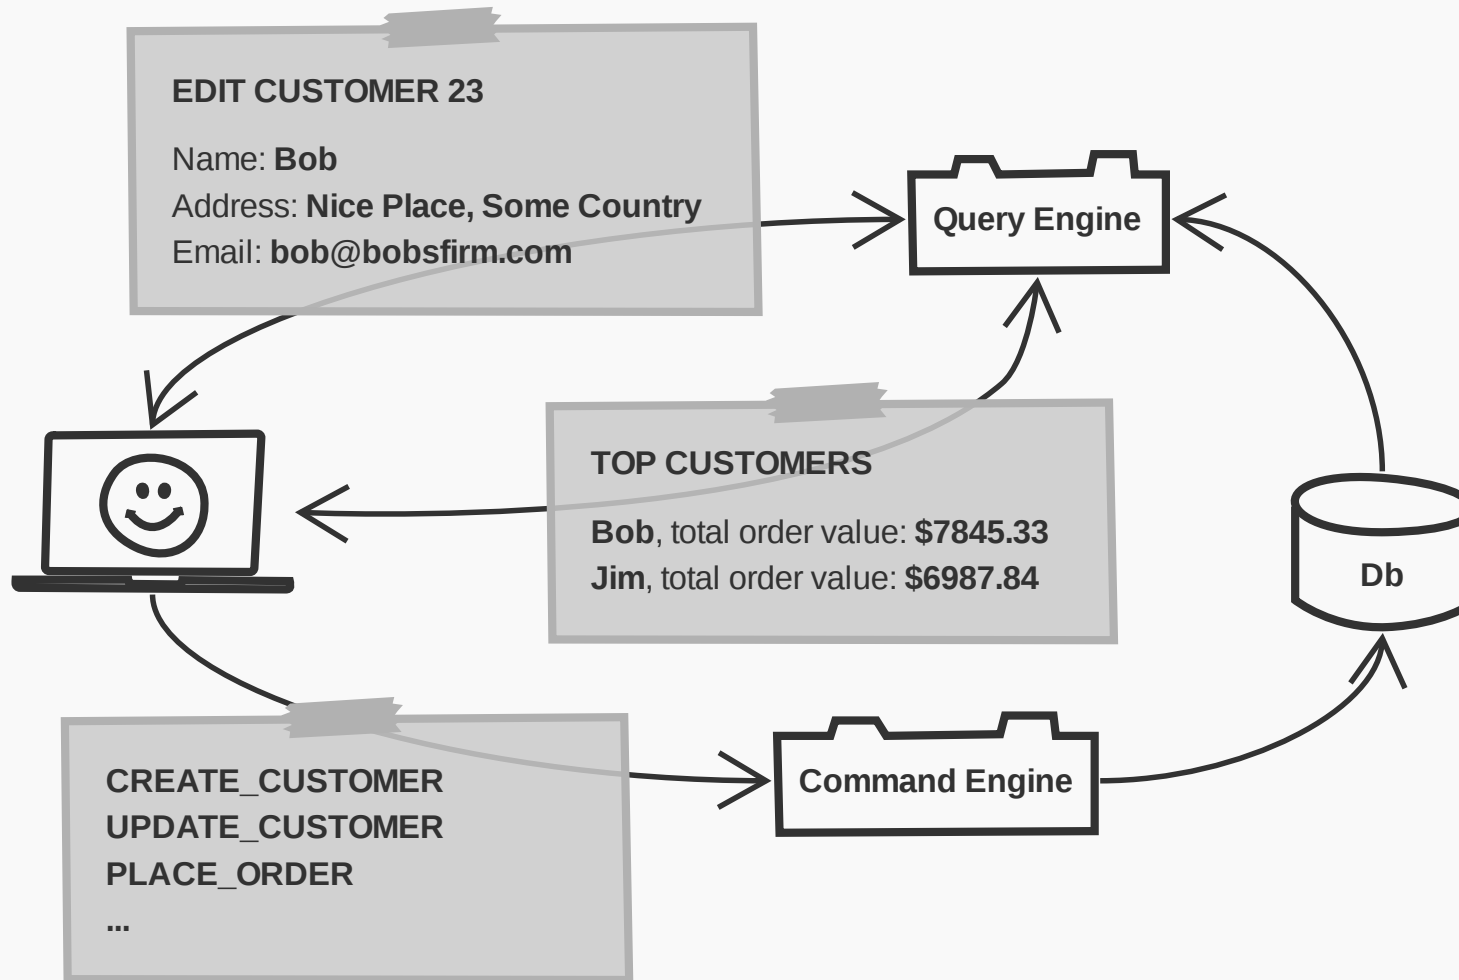 EDIT CUSTOMER 23
Name: Bob
Address: Nice Place, Some Country
Email: bob@bobsfirm.com
Query Engine
TOP CUSTOMERS
Bob, total order value: $7845.33
Jim, total order value: $6987.84
Db
CREATE_CUSTOMER
UPDATE_CUSTOMER
PLACE_ORDER
...
Command Engine